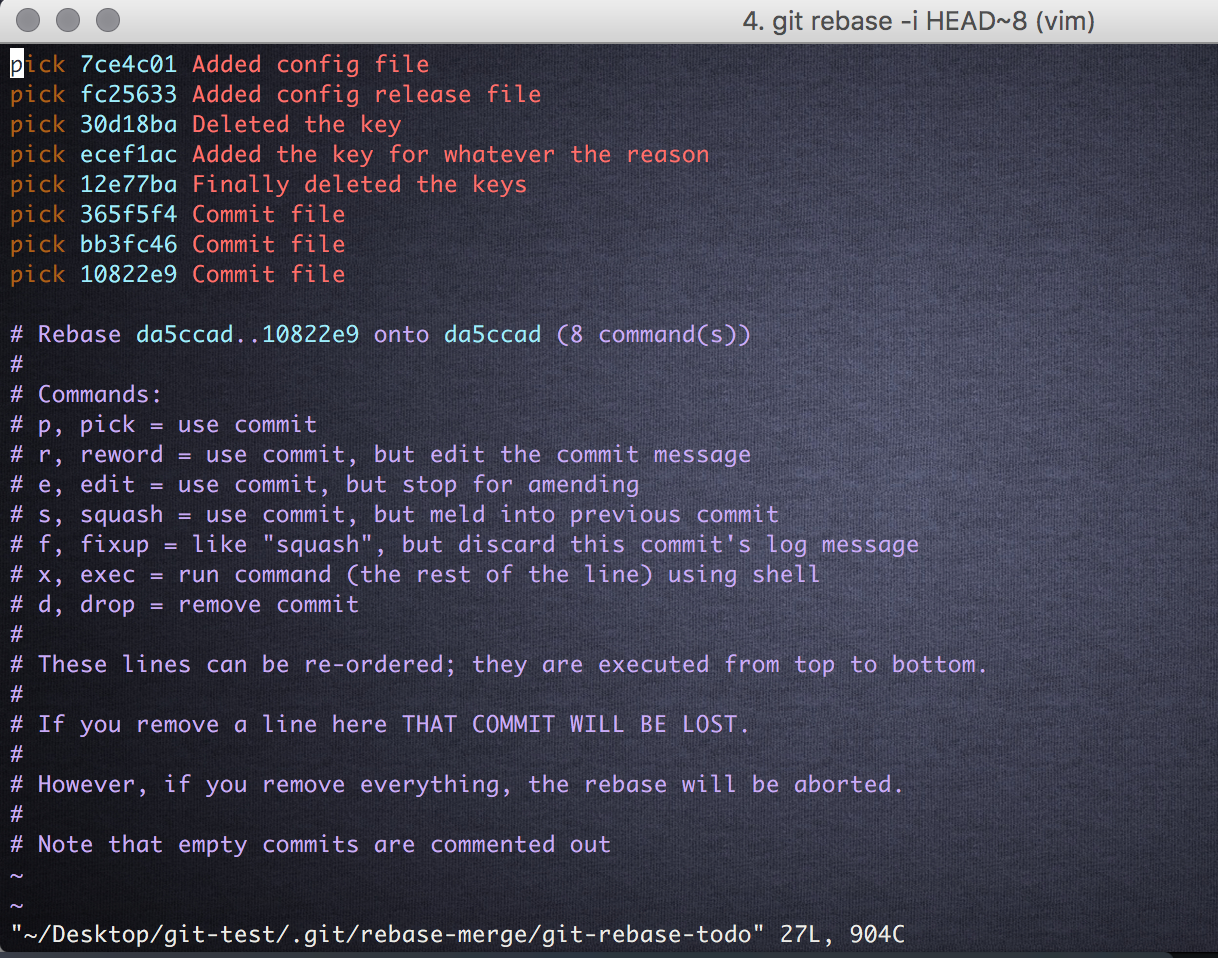 4. git rebase -i HEAD~8 (vim)
pick 7ce4c01 Added config file
pick fc25633 Added config release file
pick 30d18ba Deleted the key
pick ecef1ac Added the key for whatever the reason
pick 12e77ba Finally deleted the keys
pick 365f5f4 Commit file
pick bb3fc46 Commit file
pick 10822e9 Commit file
# Rebase da5ccad..10822e9 onto da5ccad (8 command(s))
#
# Commands:
# p, pick = use commit
# r, reword = use commit, but edit the commit message
# e, edit = use commit, but stop for amending
# s, squash = use commit, but meld into previous commit
# f, fixup = like "squash", but discard this commit's log message
# x, exec = run command (the rest of the line) using shell
# d, drop = remove commit
#
# These lines can be re-ordered; they are executed from top to bottom.
#
# If you remove a line here THAT COMMIT WILL BE LOST.
#
# However, if you remove everything, the rebase will be aborted.
#
# Note that empty commits are commented out
~
~
"~/Desktop/git-test/.git/rebase-merge/git-rebase-todo" 27L, 904C